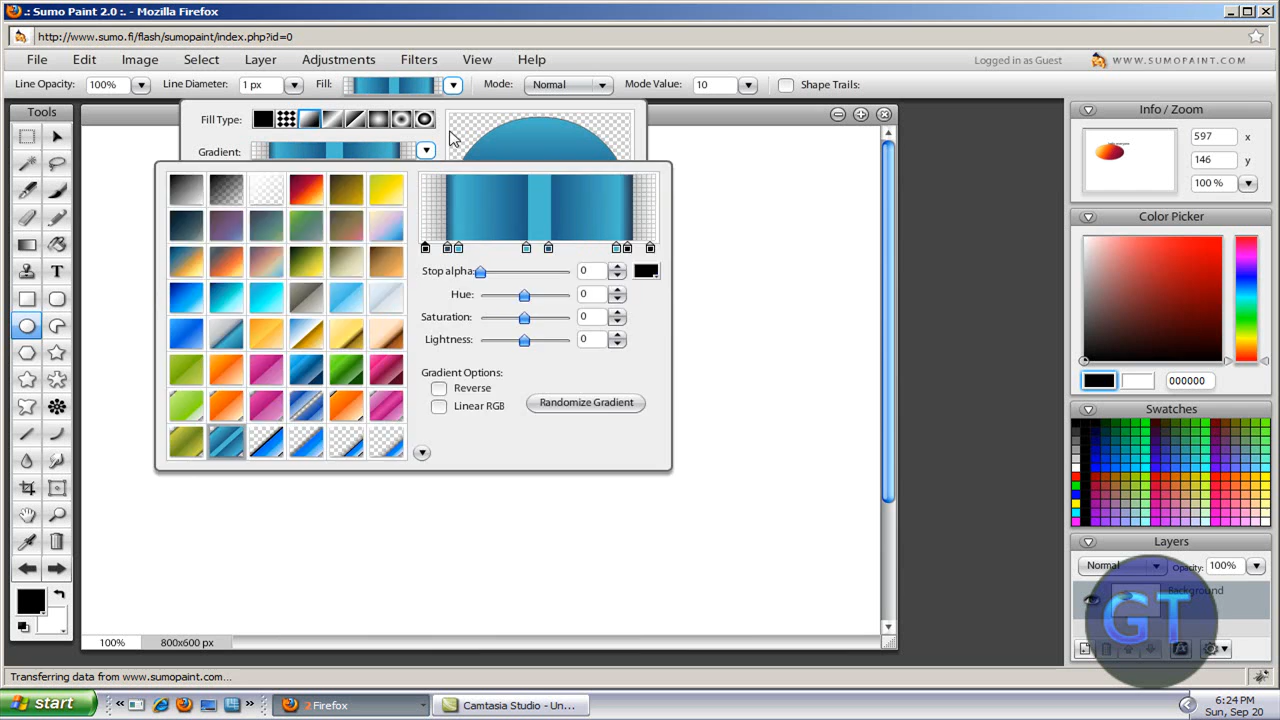 .: Sumo Paint 2.0 :. - Mozilla Firefox
http://www.sumo.fi/flash/sumopaint/index.php?id=0
File Edit Image Select Layer Adjustments Filters View Help
Logged in as Guest
WWW.SUMOPAINT.COM
Line Opacity: 100% Line Diameter: 1 px Fill: Mode: Normal Mode Value: 10 Shape Trails:
Tools
T
Fill Type:
Gradient:
Stop alpha: 0
Hue: 0
Saturation: 0
Lightness: 0
Gradient Options:
Reverse
Linear RGB
Randomize Gradient
100% 800x600 px
Info / Zoom
597 X
146 y
100 %
Color Picker
000000
Swatches
Layers
Normal Opacity: 100%
Background
GT
Transferring data from www.sumopaint.com...
start
2 Firefox
Camtasia Studio - Un...
6:24 PM
Sun, Sep 20